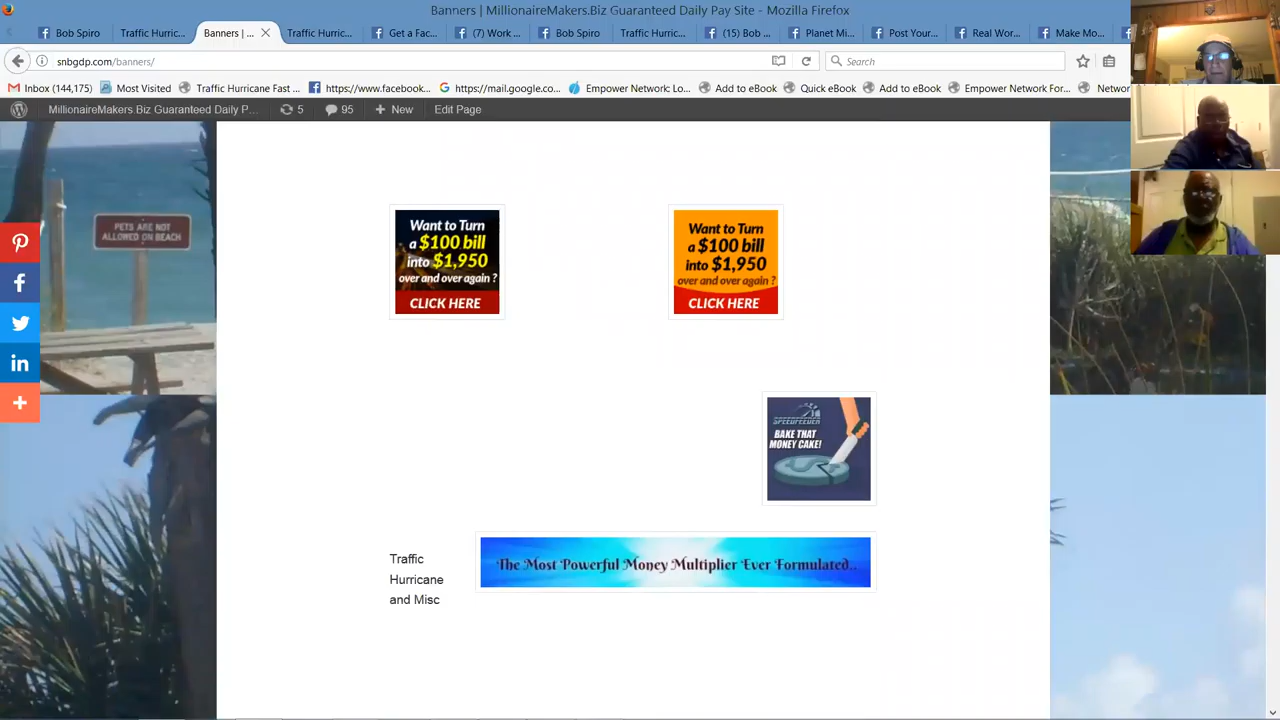 Banners | MillionaireMakers.Biz Guaranteed Daily Pay Site - Mozilla Firefox
Bob Spiro
Traffic Hurric...
Banners | ...
Traffic Hurric...
Get a Fac...
(7) Work ...
Bob Spiro
Traffic Hurric...
(15) Bob ...
Planet Mi...
Post Your...
Real Wor...
Make Mo...
snbgdp.com/banners/
Search
Inbox (144,175)
Most Visited
Traffic Hurricane Fast ...
https://www.facebook...
https://mail.google.co...
Empower Network: Lo...
Add to eBook
Quick eBook
Add to eBook
Empower Network For...
Network
MillionaireMakers.Biz Guaranteed Daily P...
5
95
New
Edit Page
PETS ARE NOT
ALLOWED ON BEACH
Want to Turn
a $100 bill
into $1,950
over and over again ?
CLICK HERE
Want to Turn
a $100 bill
into $1,950
over and over again ?
CLICK HERE
SPEEDFEEDER
BAKE THAT
MONEY CAKE!
Traffic
Hurricane
and Misc
The Most Powerful Money Multiplier Ever Formulated..